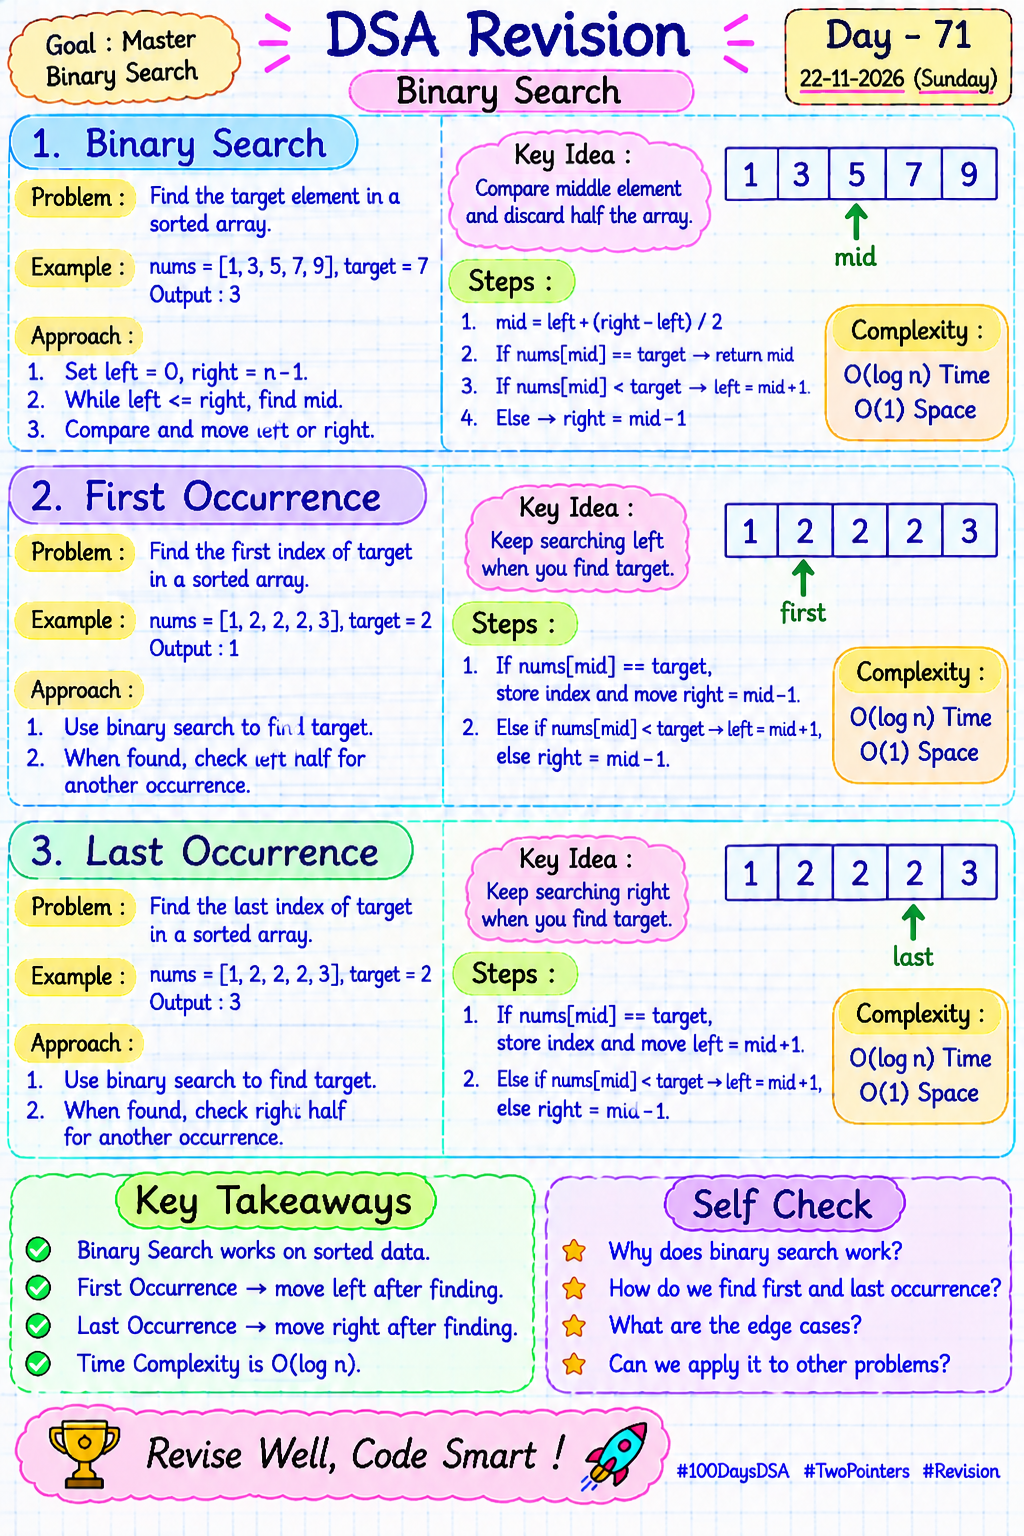 Goal : Master
Binary Search
DSA Revision
Binary Search
Day - 71
22-11-2026 (Sunday)
1. Binary Search
Problem : Find the target element in a
sorted array.
Example : nums = [1, 3, 5, 7, 9], target = 7
Output : 3
Approach :
1. Set left = 0, right = n-1.
2. While left <= right, find mid.
3. Compare and move left or right.
Key Idea :
Compare middle element
and discard half the array.
1 3 5 7 9
mid
Steps :
1. mid = left + (right - left) / 2
2. If nums[mid] == target → return mid
3. If nums[mid] < target → left = mid+1.
4. Else → right = mid-1
Complexity :
O(log n) Time
O(1) Space
2. First Occurrence
Problem : Find the first index of target
in a sorted array.
Example : nums = [1, 2, 2, 2, 3], target = 2
Output : 1
Approach :
1. Use binary search to find target.
2. When found, check left half for
another occurrence.
Key Idea :
Keep searching left
when you find target.
1 2 2 2 3
first
Steps :
1. If nums[mid] == target,
store index and move right = mid-1.
2. Else if nums[mid] < target → left = mid+1,
else right = mid-1.
Complexity :
O(log n) Time
O(1) Space
3. Last Occurrence
Problem : Find the last index of target
in a sorted array.
Example : nums = [1, 2, 2, 2, 3], target = 2
Output : 3
Approach :
1. Use binary search to find target.
2. When found, check right half
for another occurrence.
Key Idea :
Keep searching right
when you find target.
1 2 2 2 3
last
Steps :
1. If nums[mid] == target,
store index and move left = mid+1.
2. Else if nums[mid] < target → left = mid+1,
else right = mid-1.
Complexity :
O(log n) Time
O(1) Space
Key Takeaways
Binary Search works on sorted data.
First Occurrence → move left after finding.
Last Occurrence → move right after finding.
Time Complexity is O(log n).
Self Check
Why does binary search work?
How do we find first and last occurrence?
What are the edge cases?
Can we apply it to other problems?
Revise Well, Code Smart !
#100DaysDSA #TwoPointers #Revision